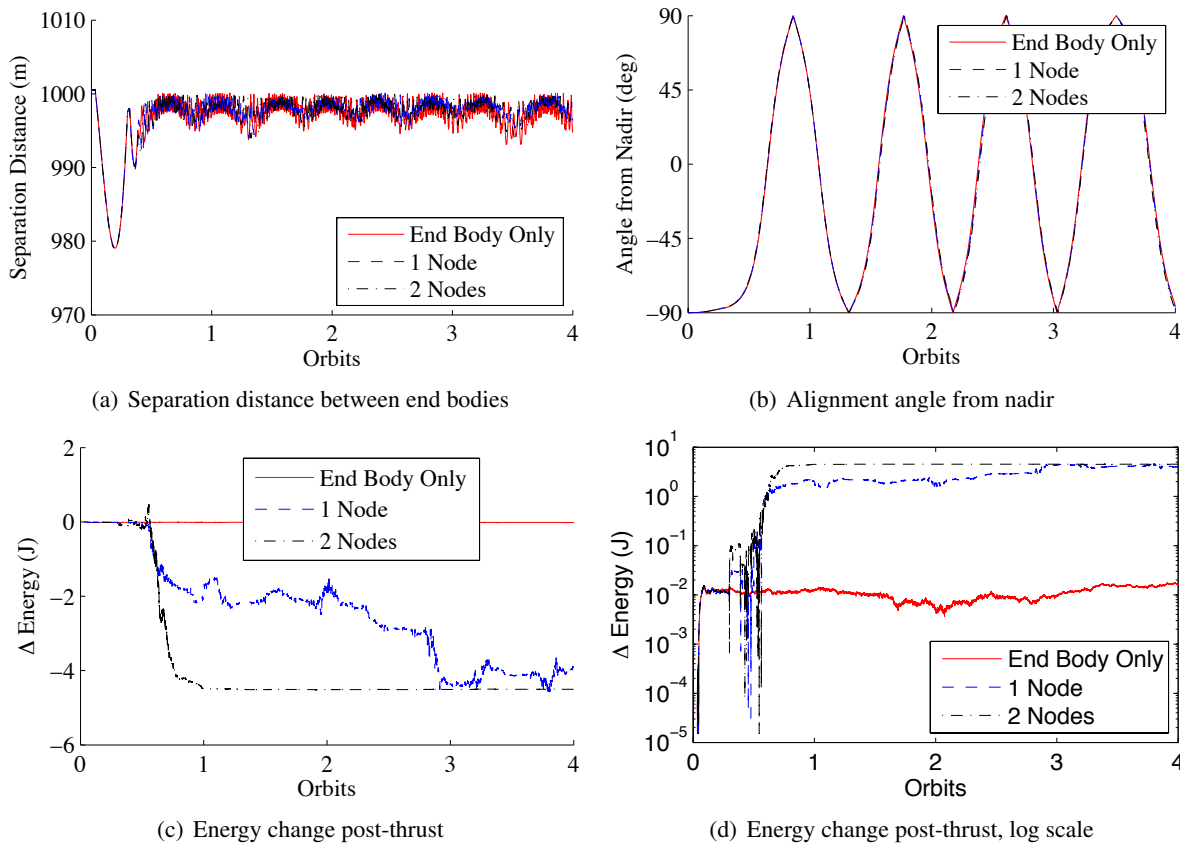 1010
1000
990
980
970
Separation Distance (m)
End Body Only
1 Node
2 Nodes
0 1 2 3 4
Orbits
(a) Separation distance between end bodies
90
45
0
−45
−90
Angle from Nadir (deg)
End Body Only
1 Node
2 Nodes
0 1 2 3 4
Orbits
(b) Alignment angle from nadir
2
0
−2
−4
−6
Δ Energy (J)
End Body Only
1 Node
2 Nodes
0 1 2 3 4
Orbits
(c) Energy change post-thrust
10^1
10^0
10^−1
10^−2
10^−3
10^−4
10^−5
Δ Energy (J)
End Body Only
1 Node
2 Nodes
0 1 2 3 4
Orbits
(d) Energy change post-thrust, log scale